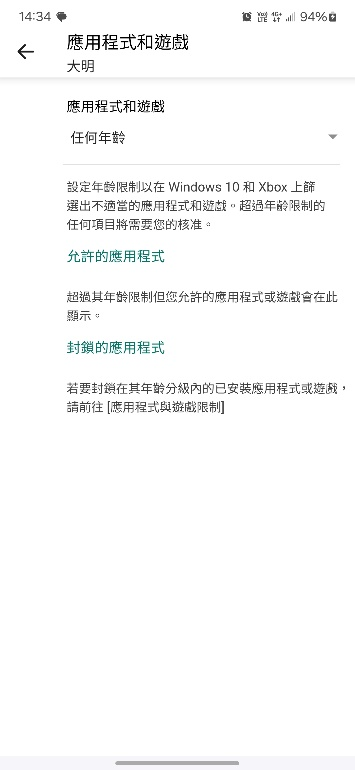 14:34
Vo) LTE 4G+ 94%
應用程式和遊戲
大明
應用程式和遊戲
任何年齡
設定年齡限制以在 Windows 10 和 Xbox 上篩
選出不適當的應用程式和遊戲。超過年齡限制的
任何項目將需要您的核准。
允許的應用程式
超過其年齡限制但您允許的應用程式或遊戲會在此
顯示。
封鎖的應用程式
若要封鎖在其年齡分級內的已安裝應用程式或遊戲，
請前往 [應用程式與遊戲限制]